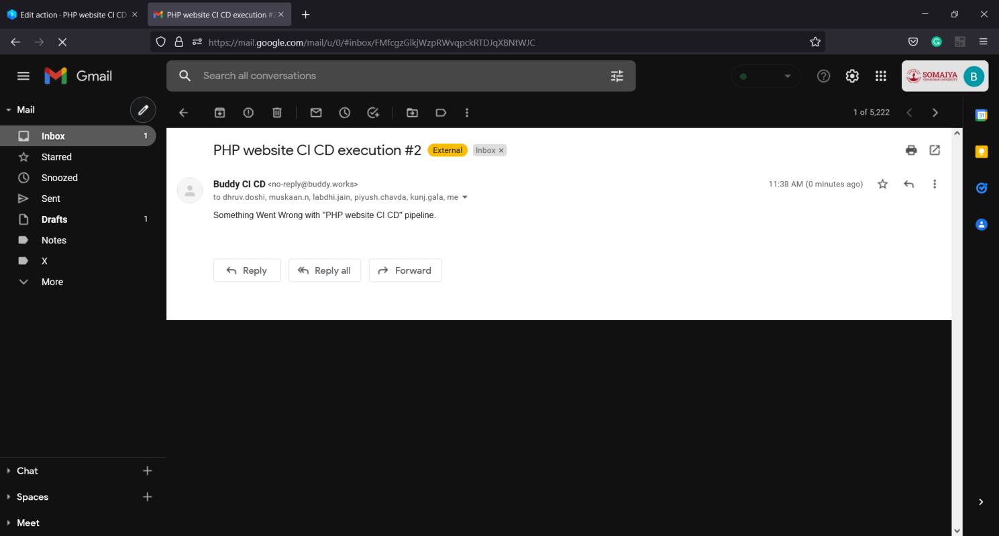 Edit action · PHP website CI CD
PHP website CI CD execution #2
https://mail.google.com/mail/u/0/#inbox/FMfcgzGlkjWzpRWvqpckRTDJqXBNtWJC
Gmail
Search all conversations
SOMAIYA
VIDYAVIHAR UNIVERSITY
B
Mail
1 of 5,222
31
Inbox 1
Starred
Snoozed
Sent
Drafts 1
Notes
X
More
PHP website CI CD execution #2 External Inbox ×
Buddy CI CD <no-reply@buddy.works> 11:38 AM (0 minutes ago)
to dhruv.doshi, muskaan.n, labdhi.jain, piyush.chavda, kunj.gala, me
Something Went Wrong with "PHP website CI CD" pipeline.
Reply Reply all Forward
Chat
Spaces
Meet